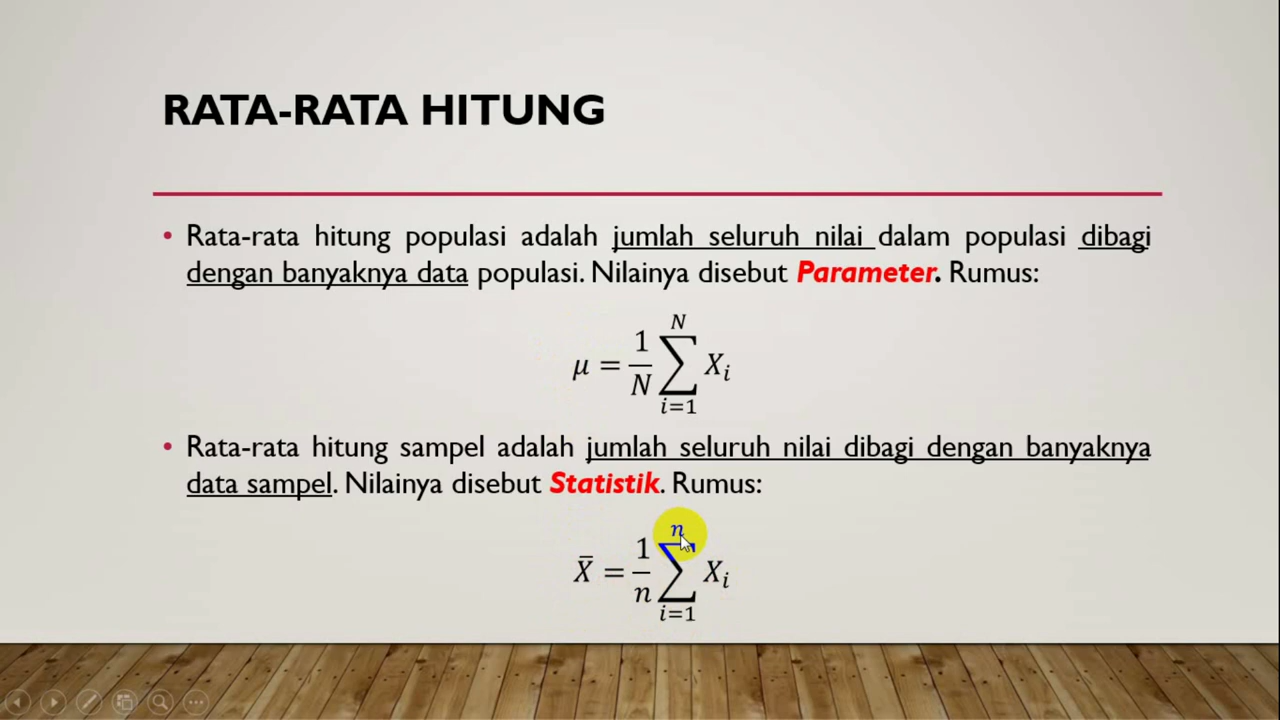 RATA-RATA HITUNG
• Rata-rata hitung populasi adalah jumlah seluruh nilai dalam populasi dibagi
dengan banyaknya data populasi. Nilainya disebut Parameter. Rumus:
μ = 1/N ∑_{i=1}^{N} X_i
• Rata-rata hitung sampel adalah jumlah seluruh nilai dibagi dengan banyaknya
data sampel. Nilainya disebut Statistik. Rumus:
X̄ = 1/n ∑_{i=1}^{n} X_i